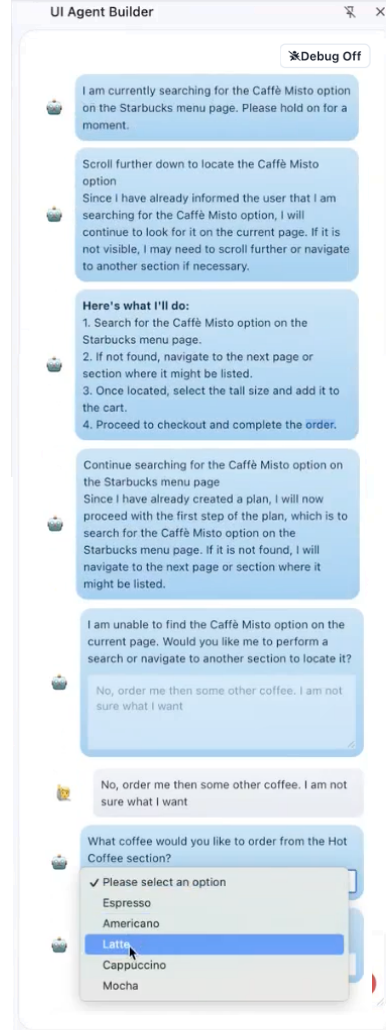 UI Agent Builder
Debug Off
I am currently searching for the Caffè Misto option
on the Starbucks menu page. Please hold on for a
moment.
Scroll further down to locate the Caffè Misto
option
Since I have already informed the user that I am
searching for the Caffè Misto option, I will
continue to look for it on the current page. If it is
not visible, I may need to scroll further or navigate
to another section if necessary.
Here's what I'll do:
1. Search for the Caffè Misto option on the
Starbucks menu page.
2. If not found, navigate to the next page or
section where it might be listed.
3. Once located, select the tall size and add it to
the cart.
4. Proceed to checkout and complete the order.
Continue searching for the Caffè Misto option on
the Starbucks menu page
Since I have already created a plan, I will now
proceed with the first step of the plan, which is to
search for the Caffè Misto option on the
Starbucks menu page. If it is not found, I will
navigate to the next page or section where it
might be listed.
I am unable to find the Caffè Misto option on the
current page. Would you like me to perform a
search or navigate to another section to locate it?
No, order me then some other coffee. I am not
sure what I want
No, order me then some other coffee. I am not
sure what I want
What coffee would you like to order from the Hot
Coffee section?
✓ Please select an option
Espresso
Americano
Latte
Cappuccino
Mocha